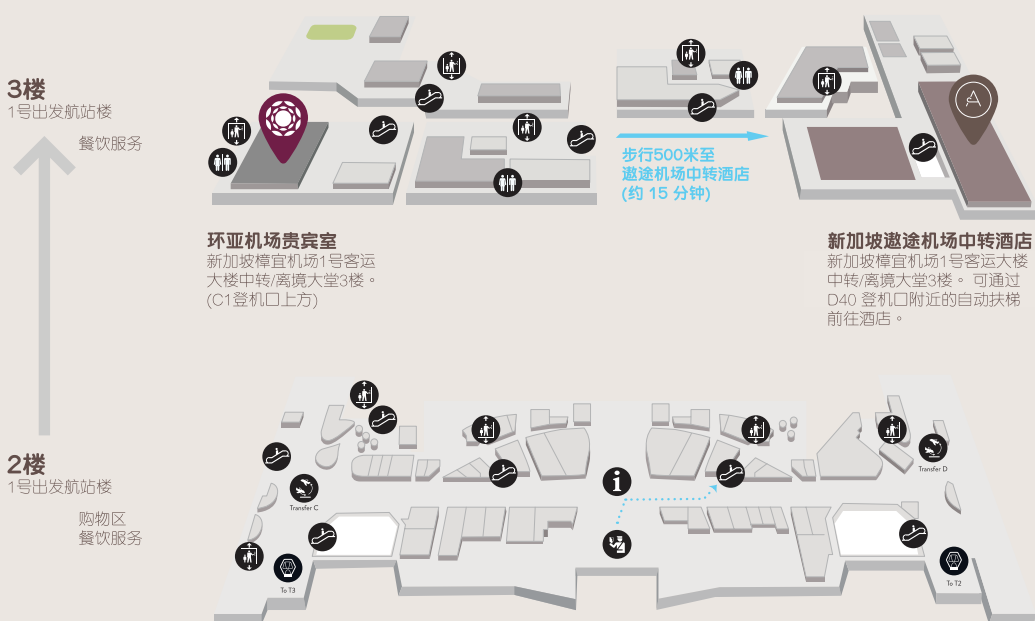 3楼
1号出发航站楼
餐饮服务
步行500米至
遨途机场中转酒店
(约 15 分钟)
环亚机场贵宾室
新加坡樟宜机场1号客运
大楼中转/离境大堂3楼。
(C1登机口上方)
新加坡遨途机场中转酒店
新加坡樟宜机场1号客运大楼
中转/离境大堂3楼。 可通过
D40 登机口附近的自动扶梯
前往酒店。
2楼
1号出发航站楼
购物区
餐饮服务
Transfer C
Transfer D
To T3
To T2